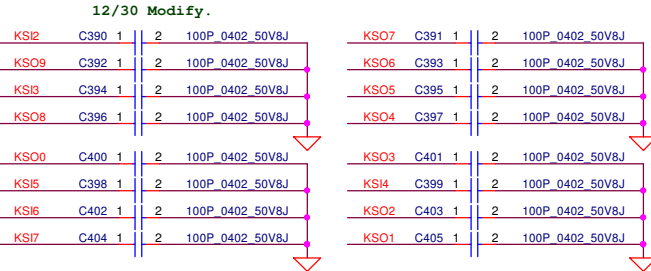 12/30 Modify.
KSI2 C390 1 2 100P_0402_50V8J KSO7 C391 1 2 100P_0402_50V8J
KSO9 C392 1 2 100P_0402_50V8J KSO6 C393 1 2 100P_0402_50V8J
KSI3 C394 1 2 100P_0402_50V8J KSO5 C395 1 2 100P_0402_50V8J
KSO8 C396 1 2 100P_0402_50V8J KSO4 C397 1 2 100P_0402_50V8J
KSO0 C400 1 2 100P_0402_50V8J KSO3 C401 1 2 100P_0402_50V8J
KSI5 C398 1 2 100P_0402_50V8J KSI4 C399 1 2 100P_0402_50V8J
KSI6 C402 1 2 100P_0402_50V8J KSO2 C403 1 2 100P_0402_50V8J
KSI7 C404 1 2 100P_0402_50V8J KSO1 C405 1 2 100P_0402_50V8J